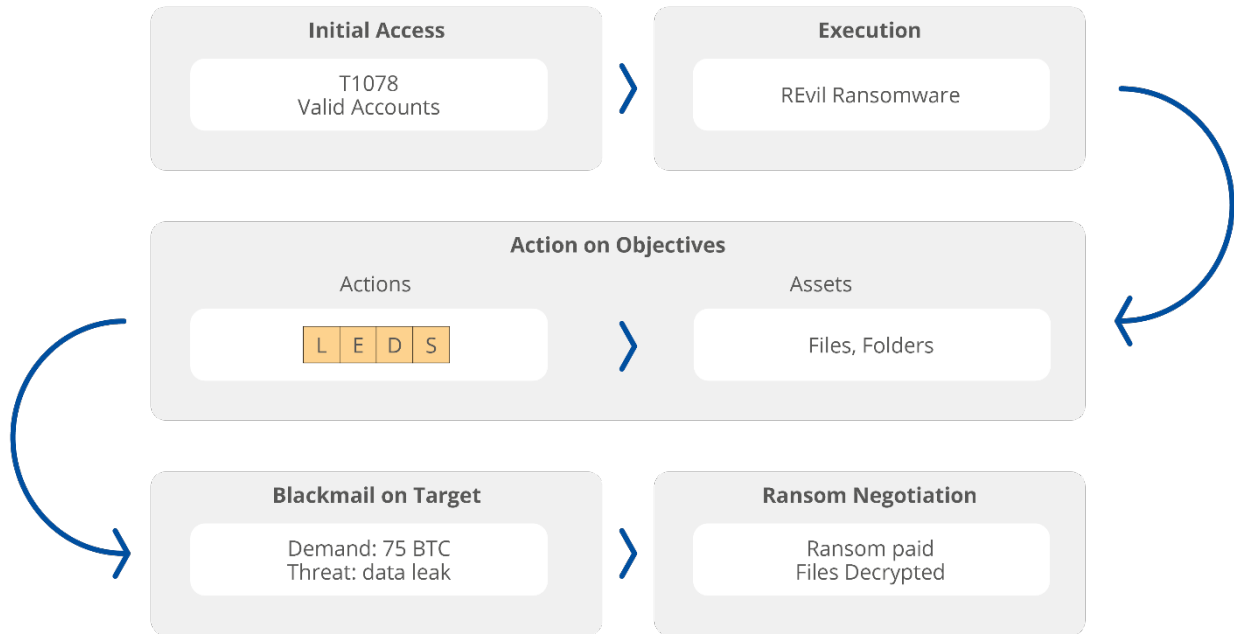 Initial Access
T1078
Valid Accounts
Execution
REvil Ransomware
Action on Objectives
Actions
L E D S
Assets
Files, Folders
Blackmail on Target
Demand: 75 BTC
Threat: data leak
Ransom Negotiation
Ransom paid
Files Decrypted